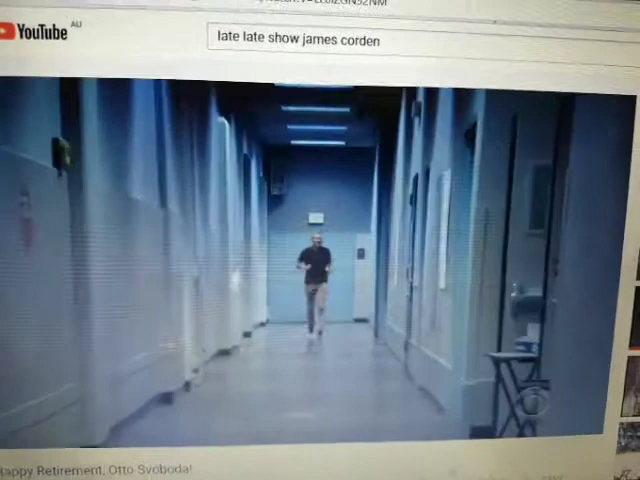 YouTube AU
late late show james corden
Happy Retirement, Otto Svoboda!